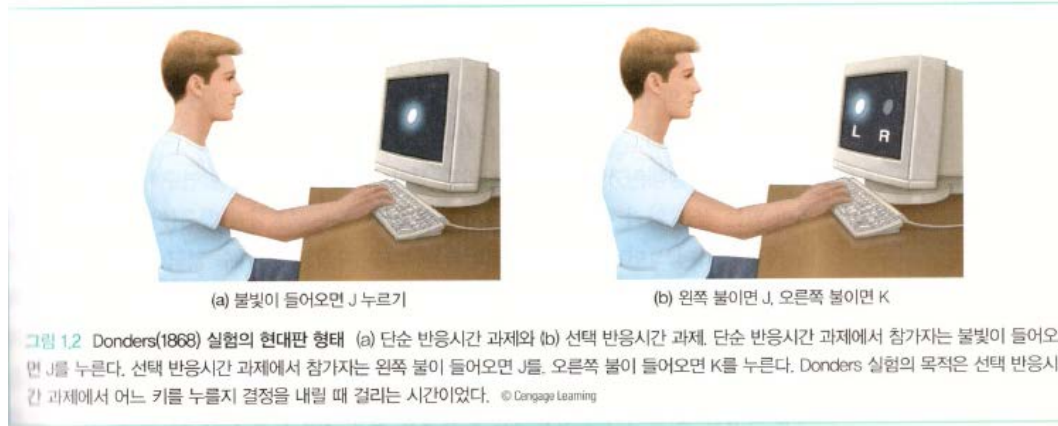 L R
(a) 불빛이 들어오면 J 누르기
(b) 왼쪽 불이면 J, 오른쪽 불이면 K
그림 1.2 Donders(1868) 실험의 현대판 형태 (a) 단순 반응시간 과제와 (b) 선택 반응시간 과제. 단순 반응시간 과제에서 참가자는 불빛이 들어오
면 J를 누른다. 선택 반응시간 과제에서 참가자는 왼쪽 불이 들어오면 J를, 오른쪽 불이 들어오면 K를 누른다. Donders 실험의 목적은 선택 반응시
간 과제에서 어느 키를 누를지 결정을 내릴 때 걸리는 시간이었다. © Cengage Learning